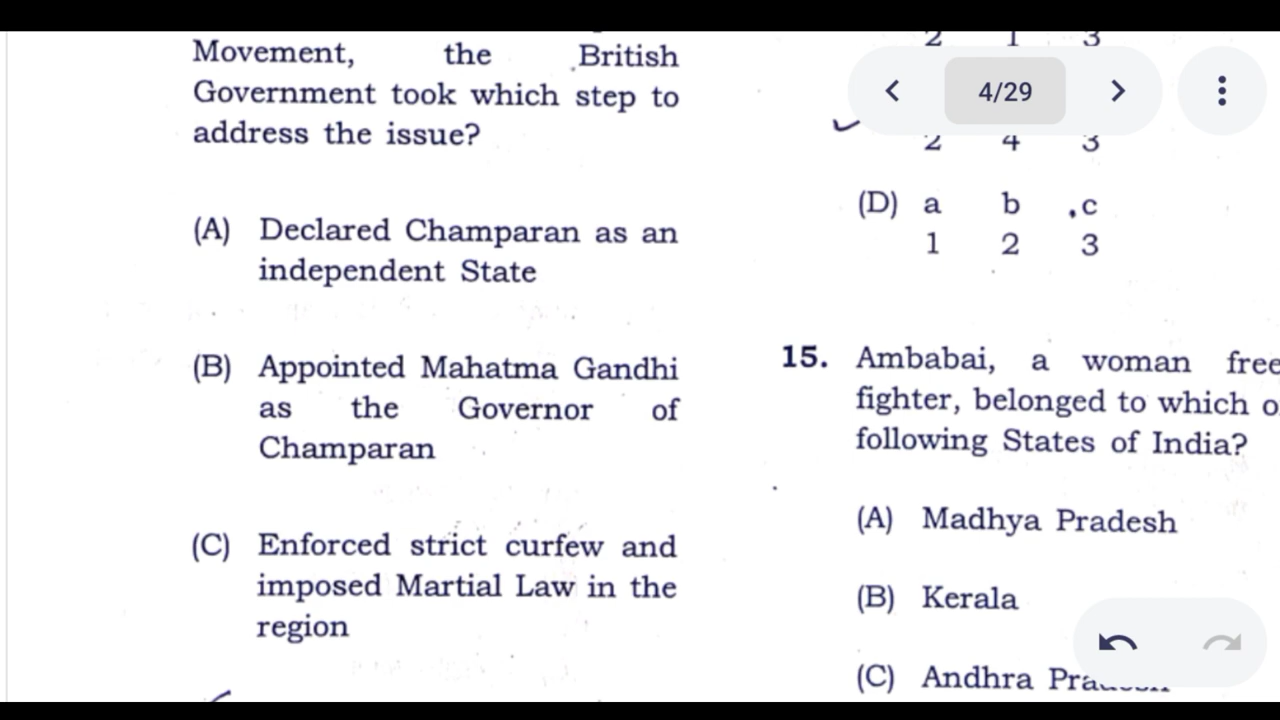 Movement, the British
Government took which step to
address the issue?
(A) Declared Champaran as an
independent State
(B) Appointed Mahatma Gandhi
as the Governor of
Champaran
(C) Enforced strict curfew and
imposed Martial Law in the
region
2 1 3
4/29
2 4 3
(D) a b c
1 2 3
15. Ambabai, a woman free
fighter, belonged to which o
following States of India?
(A) Madhya Pradesh
(B) Kerala
(C) Andhra